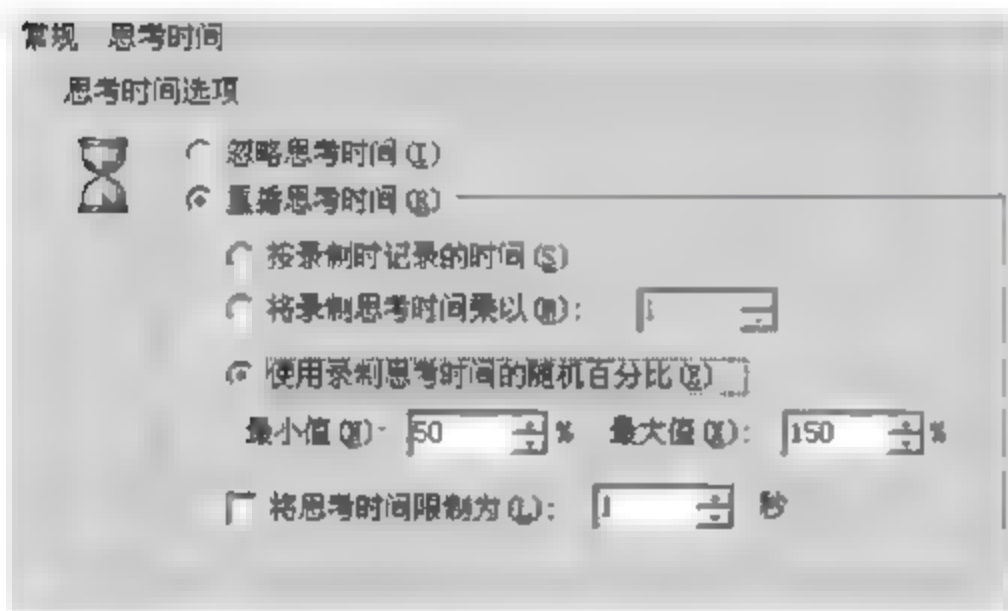 常规 思考时间
思考时间选项
忽略思考时间(I)
重播思考时间(R)
按录制时记录的时间(S)
将录制思考时间乘以(M): 1
使用录制思考时间的随机百分比(E)
最小值(N): 50 % 最大值(X): 150 %
将思考时间限制为(L): 1 秒